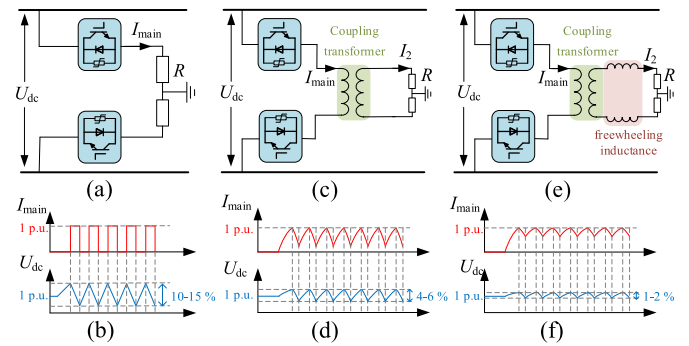 Coupling
transformer
Coupling
transformer
I_main
I_2
I_2
R
I_main
R
I_main
R
U_dc
U_dc
U_dc
freewheeling
inductance
(a)
(c)
(e)
I_main
I_main
I_main
1 p.u.
1 p.u.
1 p.u.
U_dc
U_dc
U_dc
1 p.u.
10–15 %
1 p.u.
4–6 %
1 p.u.
1–2 %
(b)
(d)
(f)